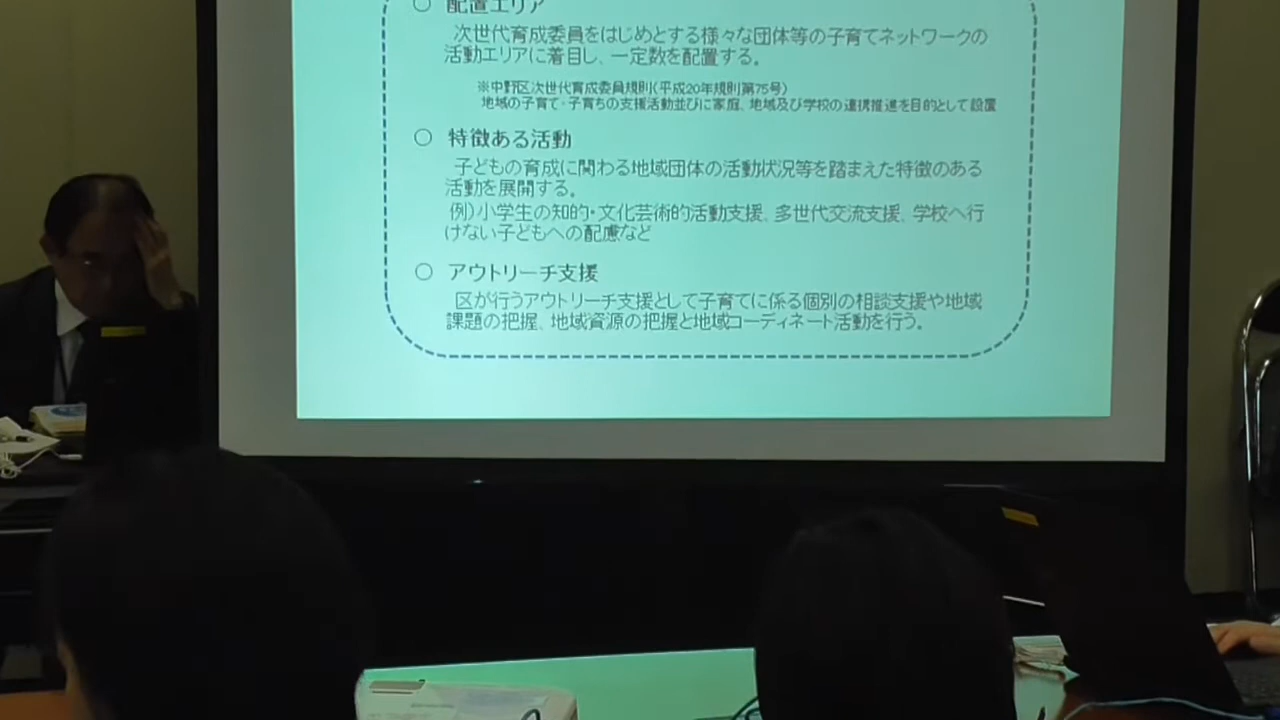 ○ 配置エリア
次世代育成委員をはじめとする様々な団体等の子育てネットワークの
活動エリアに着目し、一定数を配置する。
※中野区次世代育成委員規則(平成20年規則第75号)
地域の子育て・子育ちの支援活動並びに家庭、地域及び学校の連携推進を目的として設置
○ 特徴ある活動
子どもの育成に関わる地域団体の活動状況等を踏まえた特徴のある
活動を展開する。
例)小学生の知的・文化芸術的活動支援、多世代交流支援、学校へ行
けない子どもへの配慮など
○ アウトリーチ支援
区が行うアウトリーチ支援として子育てに係る個別の相談支援や地域
課題の把握、地域資源の把握と地域コーディネート活動を行う。